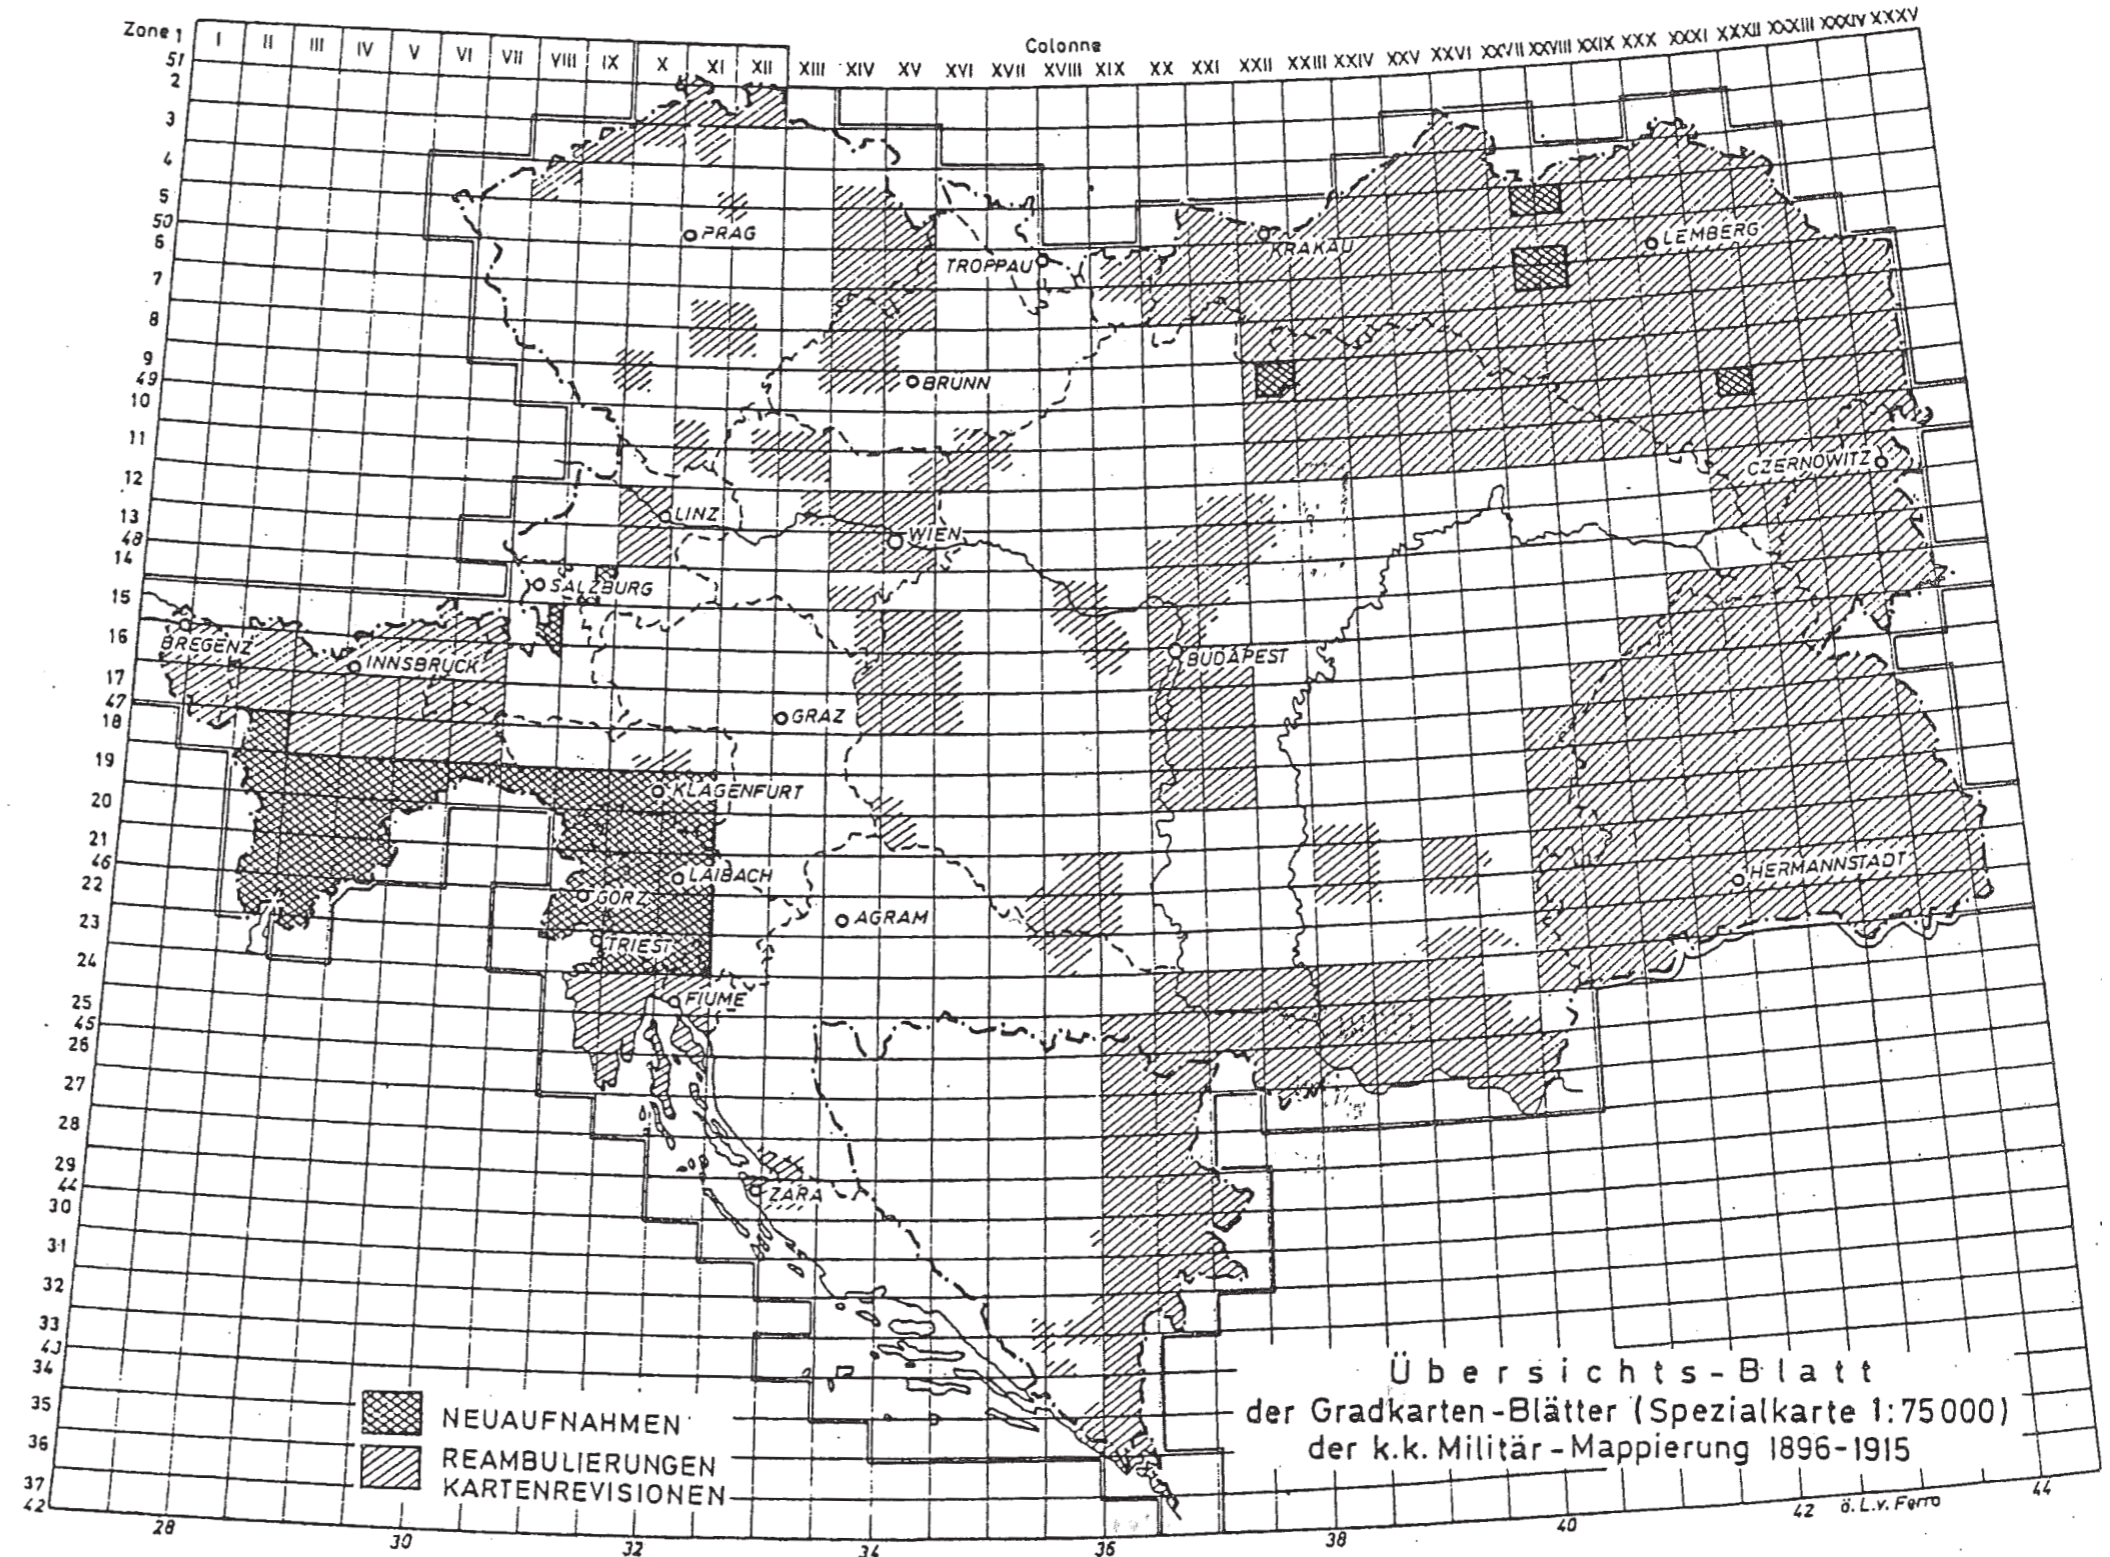 Zone 1
I II III IV V VI VII VIII IX X XI XII XIII XIV XV XVI XVII XVIII XIX XX XXI XXII XXIII XXIV XXV XXVI XXVII XXVIII XXIX XXX XXXI XXXII XXXIII XXXIV XXXV
Colonne
51
2
3
4
5
50
6
7
8
9
49
10
11
12
13
48
14
15
16
17
47
18
19
20
21
46
22
23
24
25
45
26
27
28
29
44
30
31
32
33
43
34
35
36
37
42
PRAG
TROPPAU
KRAKAU
LEMBERG
BRÜNN
CZERNOWITZ
LINZ
WIEN
SALZBURG
BREGENZ
INNSBRUCK
BUDAPEST
GRAZ
KLAGENFURT
LAIBACH
GÖRZ
AGRAM
HERMANNSTADT
TRIEST
FIUME
ZARA
NEUAUFNAHMEN
REAMBULIERUNGEN
KARTENREVISIONEN
Übersichts-Blatt
der Gradkarten-Blätter (Spezialkarte 1:75000)
der k.k. Militär-Mappierung 1896-1915
28 30 32 34 36 38 40 42 44
ö. L. v. Ferro